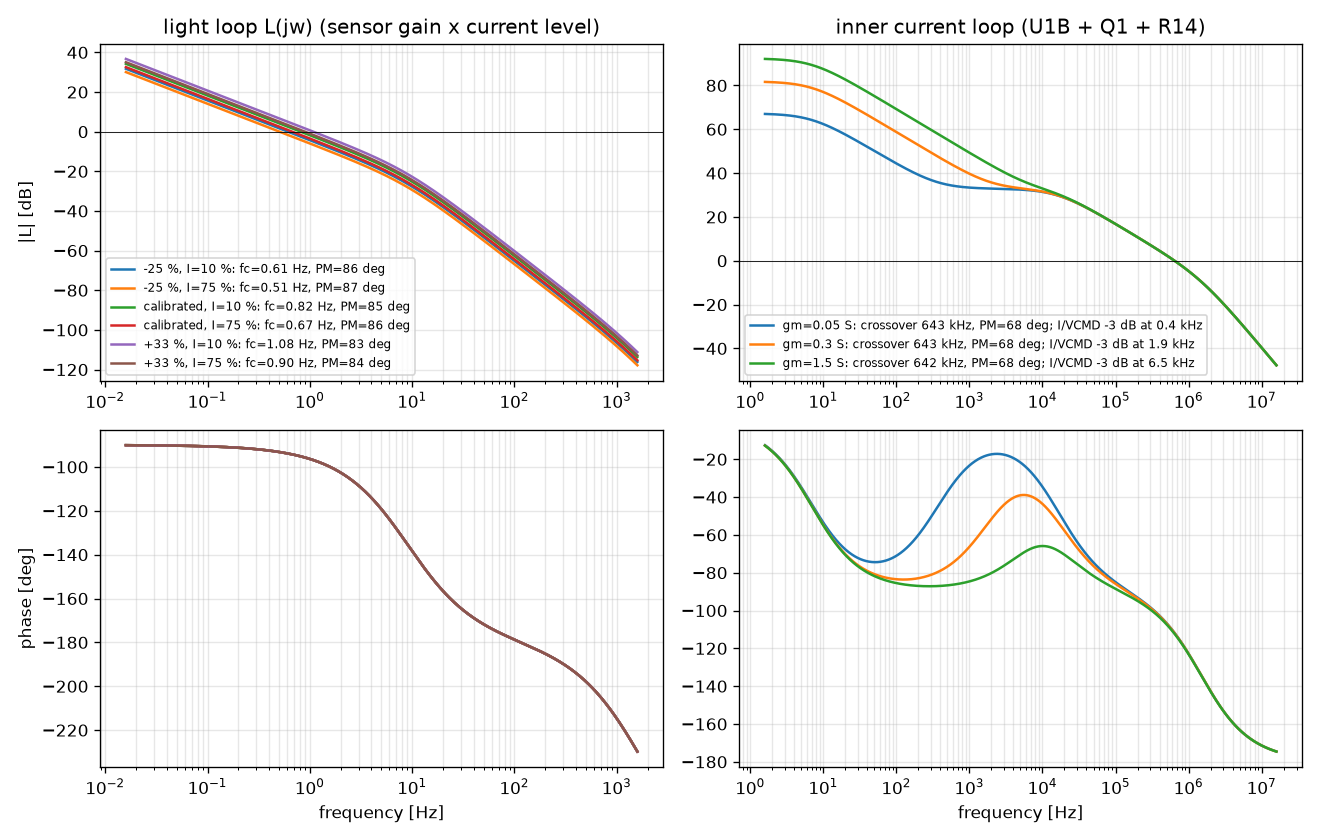 light loop L(jw) (sensor gain x current level)
40
20
0
−20
−40
−60
−80
−100
−120
|L| [dB]
-25 %, I=10 %: fc=0.61 Hz, PM=86 deg
-25 %, I=75 %: fc=0.51 Hz, PM=87 deg
calibrated, I=10 %: fc=0.82 Hz, PM=85 deg
calibrated, I=75 %: fc=0.67 Hz, PM=86 deg
+33 %, I=10 %: fc=1.08 Hz, PM=83 deg
+33 %, I=75 %: fc=0.90 Hz, PM=84 deg
10⁻² 10⁻¹ 10⁰ 10¹ 10² 10³
inner current loop (U1B + Q1 + R14)
80
60
40
20
0
−20
−40
gm=0.05 S: crossover 643 kHz, PM=68 deg; I/VCMD -3 dB at 0.4 kHz
gm=0.3 S: crossover 643 kHz, PM=68 deg; I/VCMD -3 dB at 1.9 kHz
gm=1.5 S: crossover 642 kHz, PM=68 deg; I/VCMD -3 dB at 6.5 kHz
10⁰ 10¹ 10² 10³ 10⁴ 10⁵ 10⁶ 10⁷
−100
−120
−140
−160
−180
−200
−220
phase [deg]
10⁻² 10⁻¹ 10⁰ 10¹ 10² 10³
frequency [Hz]
−20
−40
−60
−80
−100
−120
−140
−160
−180
10⁰ 10¹ 10² 10³ 10⁴ 10⁵ 10⁶ 10⁷
frequency [Hz]